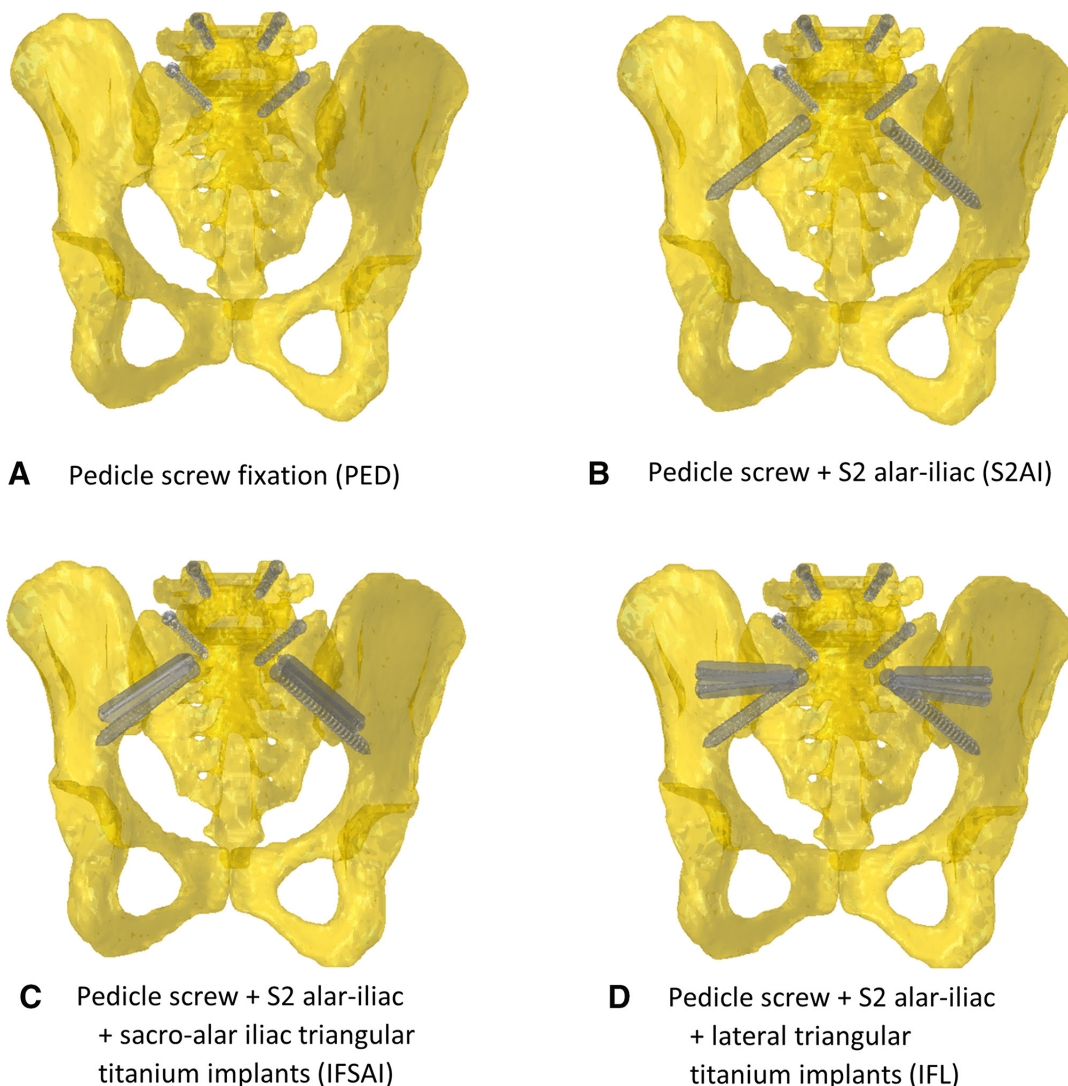 A Pedicle screw fixation (PED)
B Pedicle screw + S2 alar-iliac (S2AI)
C Pedicle screw + S2 alar-iliac
+ sacro-alar iliac triangular
titanium implants (IFSAI)
D Pedicle screw + S2 alar-iliac
+ lateral triangular
titanium implants (IFL)